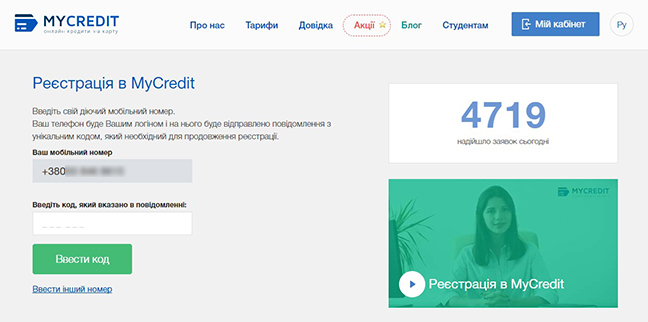 MYCREDIT
онлайн кредити на карту
Про нас Тарифи Довідка Акції Блог Студентам Мій кабінет Ру
Реєстрація в MyCredit
Введіть свій діючий мобільний номер.
Ваш телефон буде Вашим логіном і на нього буде відправлено повідомлення з
унікальним кодом, який необхідний для продовження реєстрації.
Ваш мобільний номер
+380
Введіть код, який вказано в повідомленні:
Ввести код
Ввести інший номер
4719
надійшло заявок сьогодні
MYCREDIT
Реєстрація в MyCredit